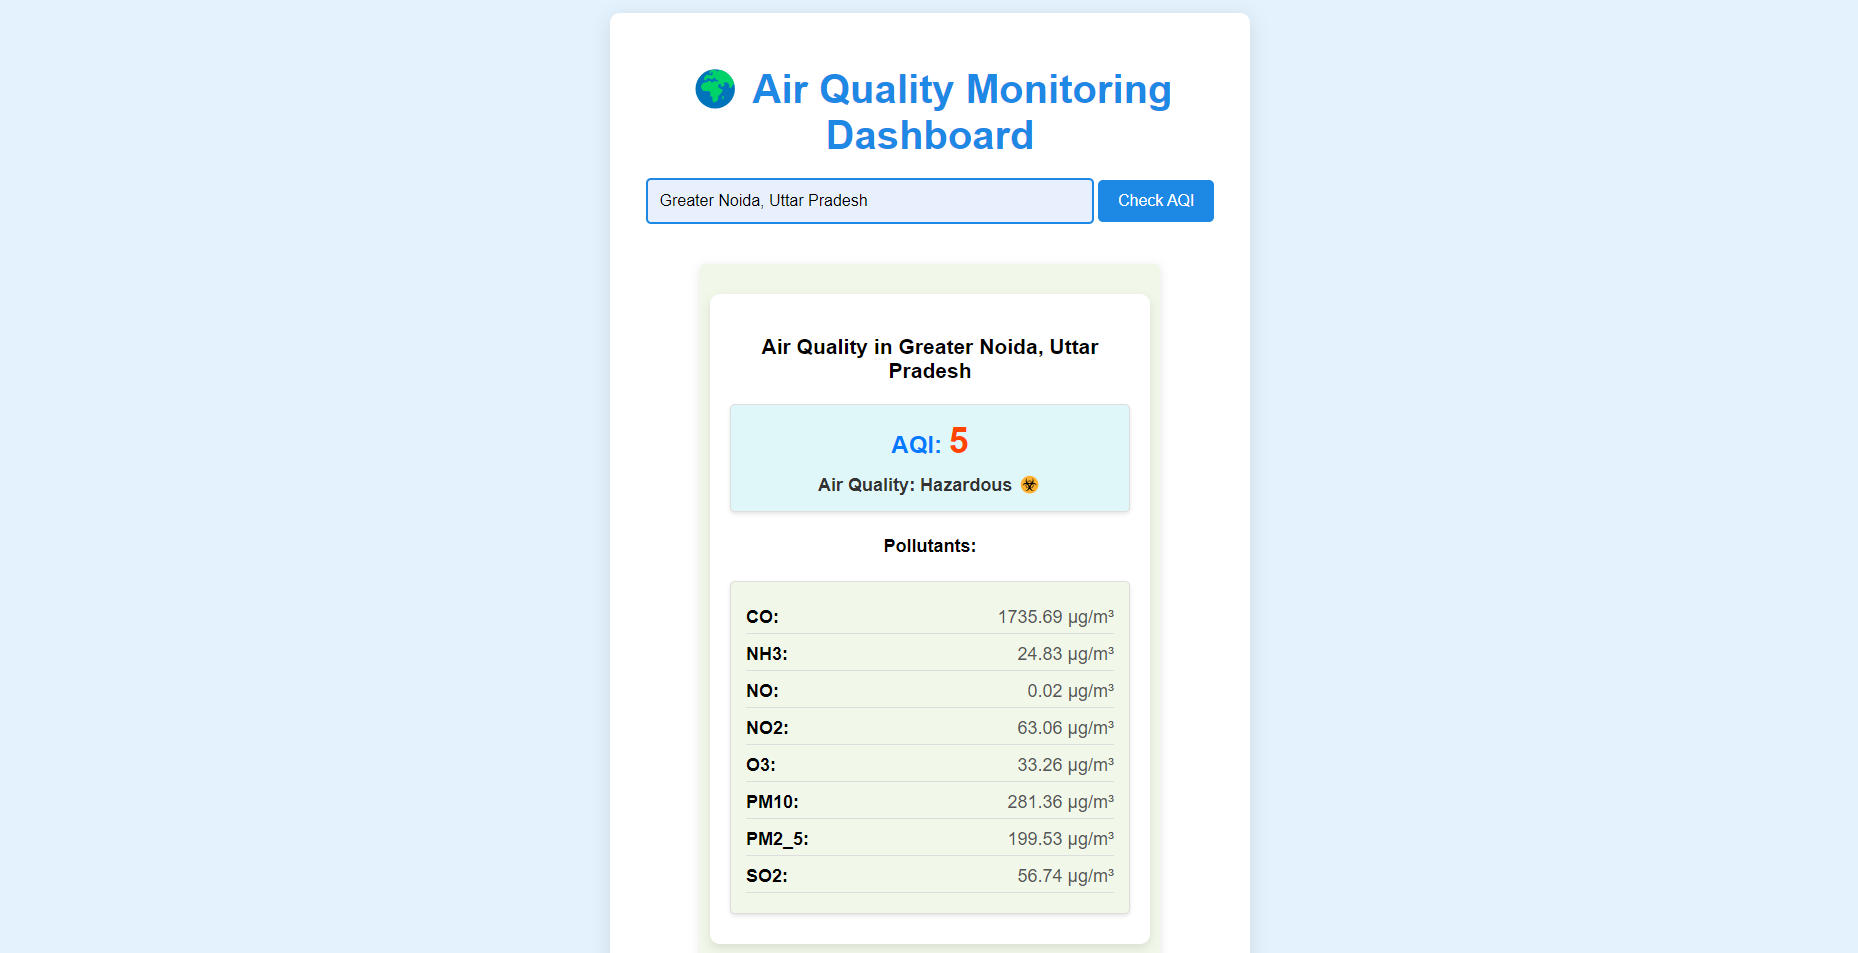 Air Quality Monitoring
Dashboard
Greater Noida, Uttar Pradesh
Check AQI
Air Quality in Greater Noida, Uttar
Pradesh
AQI: 5
Air Quality: Hazardous
Pollutants:
CO: 1735.69 µg/m³
NH3: 24.83 µg/m³
NO: 0.02 µg/m³
NO2: 63.06 µg/m³
O3: 33.26 µg/m³
PM10: 281.36 µg/m³
PM2_5: 199.53 µg/m³
SO2: 56.74 µg/m³